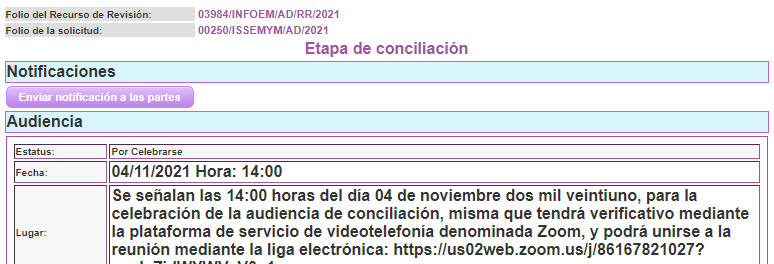 Folio del Recurso de Revisión: 03984/INFOEM/AD/RR/2021
Folio de la solicitud: 00250/ISSEMYM/AD/2021
Etapa de conciliación
Notificaciones
Enviar notificación a las partes
Audiencia
Estatus: Por Celebrarse
Fecha: 04/11/2021 Hora: 14:00
Se señalan las 14:00 horas del día 04 de noviembre dos mil veintiuno, para la
celebración de la audiencia de conciliación, misma que tendrá verificativo mediante
la plataforma de servicio de videotelefonía denominada Zoom, y podrá unirse a la
Lugar: reunión mediante la liga electrónica: https://us02web.zoom.us/j/86167821027?